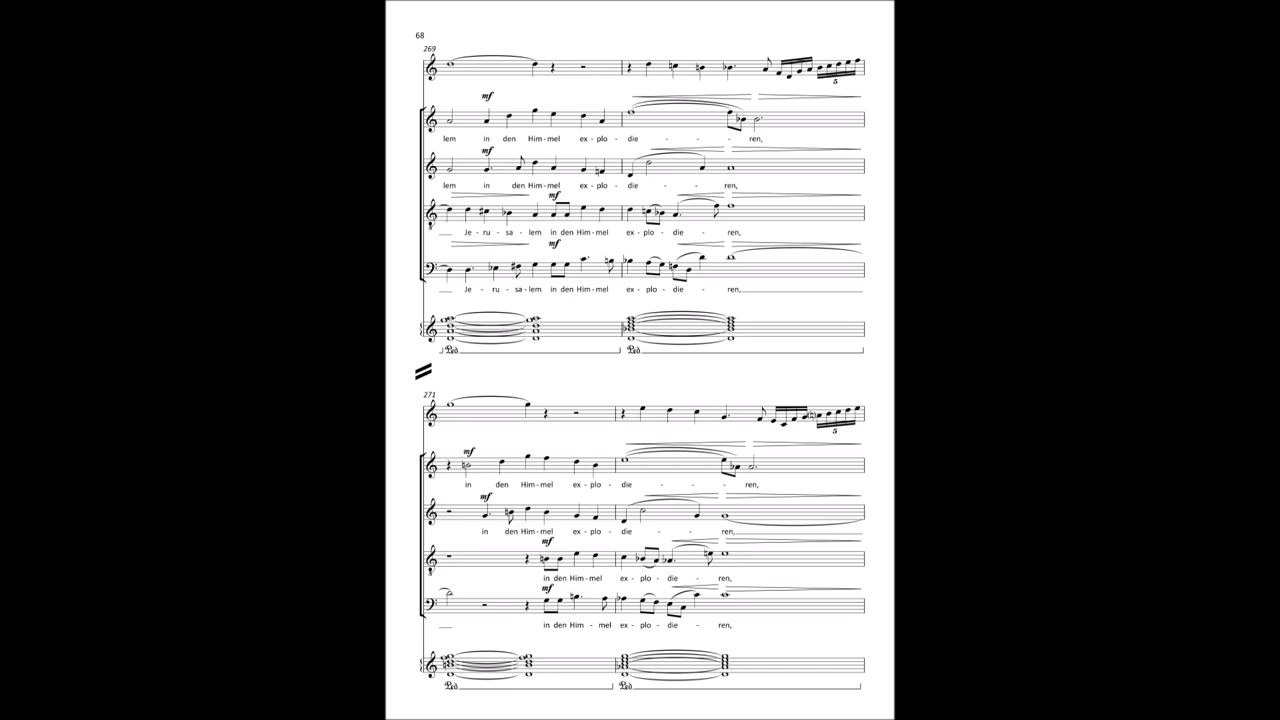 68
269
mf
lem in den Him-mel ex-plo-die - - - ren,
mf
lem in den Him-mel ex-plo-die - - ren,
mf
Je - ru - sa-lem in den Him-mel ex-plo-die - ren,
mf
Je - ru - sa-lem in den Him-mel ex-plo-die - ren,
Ped Ped
271
mf
in den Him-mel ex-plo-die - - - ren,
mf
in den Him-mel ex-plo-die - - ren,
mf
in den Him-mel ex-plo-die - ren,
mf
in den Him - mel ex-plo-die - ren,
Ped Ped